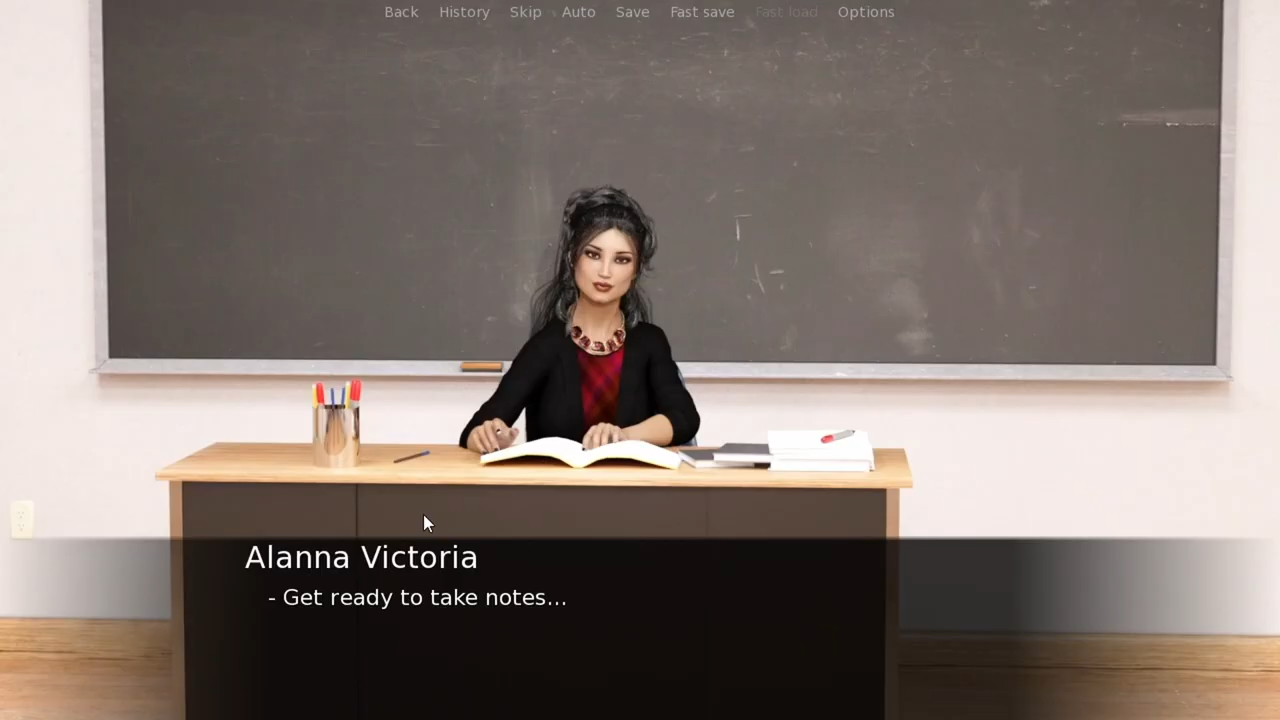 Back History Skip Auto Save Fast save Fast load Options
Alanna Victoria
- Get ready to take notes...